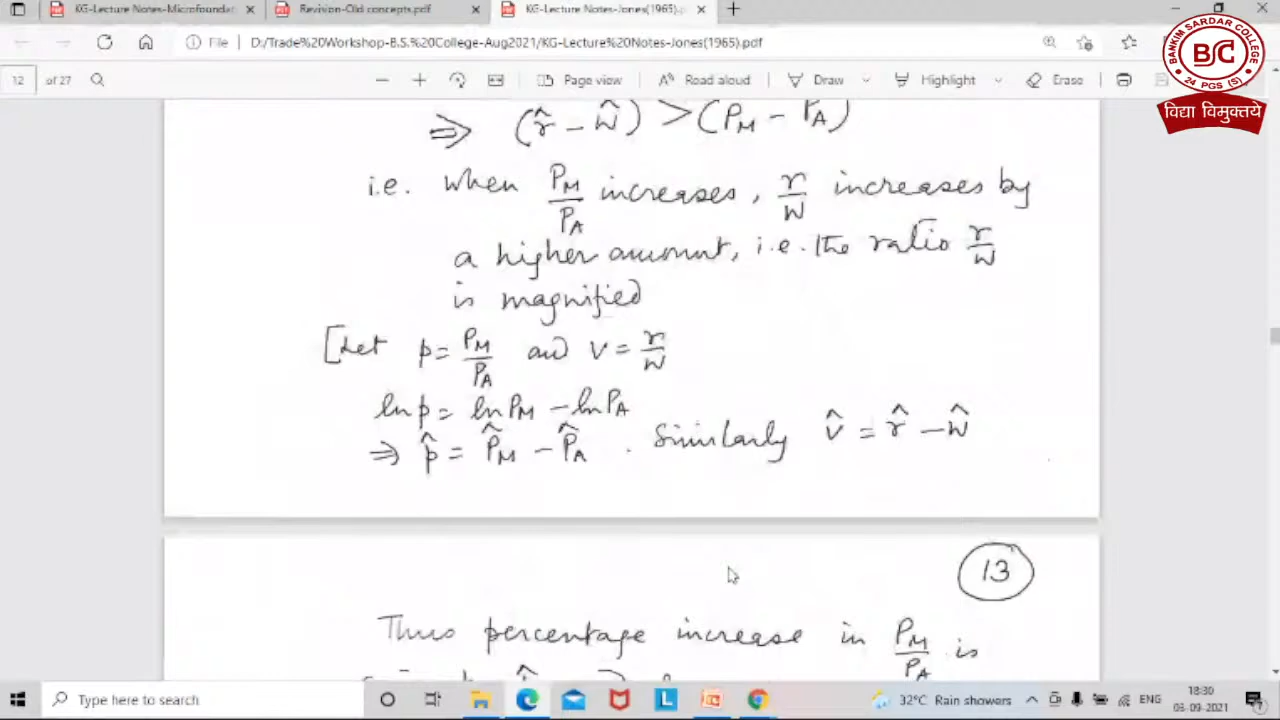 KG-Lecture Notes-Microfoundar
Revision-Old concepts.pdf
KG-Lecture Notes-Jones(1965).p
File
D:/Trade%20Workshop-B.S.%20College-Aug2021/KG-Lecture%20Notes-Jones(1965).pdf
12 of 27
Page view
Read aloud
Draw
Highlight
Erase
BANKIM SARDAR COLLEGE
BSC
24 PGS (S)
विद्या विमुक्तये
⇒ (r̂ − ŵ) > (P̂M − P̂A)
i.e. when PM/PA increases, r/w increases by
a higher amount, i.e. the ratio r/w
is magnified
[Let p = PM/PA and v = r/w
ln p = ln PM − ln PA
⇒ p̂ = P̂M − P̂A . Similarly v̂ = r̂ − ŵ
13
Thus percentage increase in PM/PA is
Type here to search
32°C Rain showers
ENG
18:30
03-09-2021